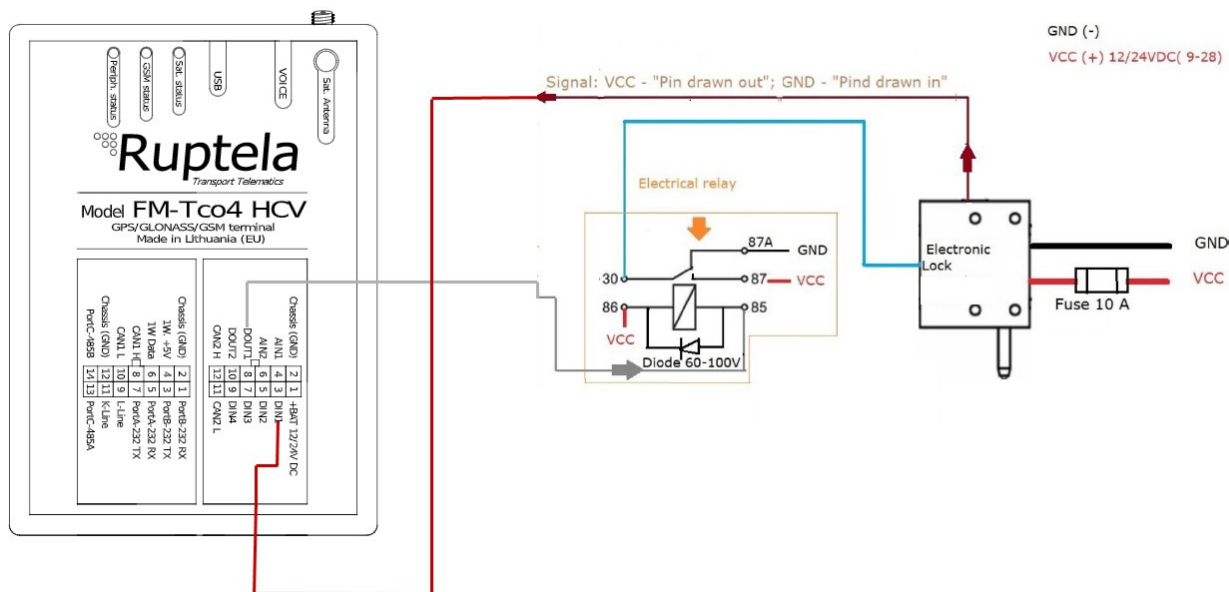 GND (-)
VCC (+) 12/24VDC( 9-28)
Signal: VCC - "Pin drawn out"; GND - "Pind drawn in"
Periph. status
GSM status
Sat. status
USB
VOICE
Sat. Antenna
Ruptela
Transport Telematics
Model FM-Tco4 HCV
GPS/GLONASS/GSM terminal
Made in Lithuania (EU)
PortC-485B
Chassis (GND)
CAN1 L
CAN1 H
1W Data
1W. +5V
Chassis (GND)
14 12 10 8 6 4 2
13 11 9 7 5 3 1
PortC-485A
K-Line
L-Line
PortA-232 TX
PortA-232 RX
PortB-232 TX
PortB-232 RX
CAN2 H
DOUT2
DOUT1
AIN2
AIN1
Chassis (GND)
12 10 8 6 4 2
11 9 7 5 3 1
CAN2 L
DIN4
DIN3
DIN2
DIN1
+BAT 12/24V DC
Electrical relay
87A
GND
30
87
VCC
86
85
VCC
Diode 60-100V
Electronic
Lock
GND
VCC
Fuse 10 A